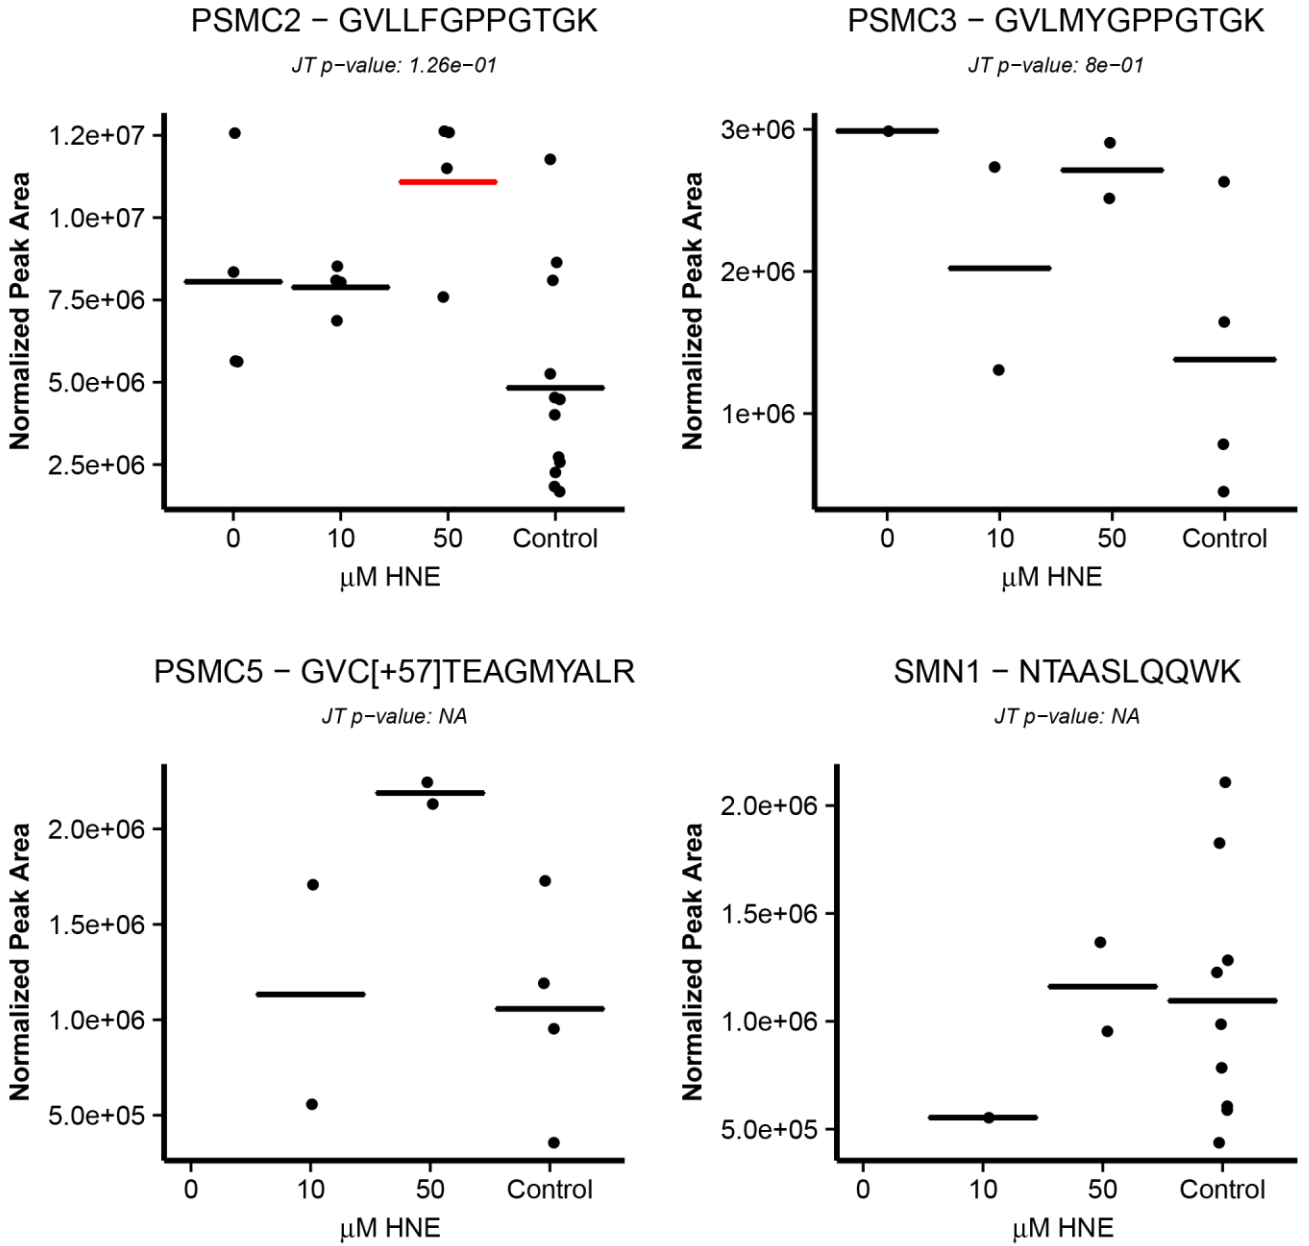 PSMC2 − GVLLFGPPGTGK
JT p−value: 1.26e−01
Normalized Peak Area
1.2e+07
1.0e+07
7.5e+06
5.0e+06
2.5e+06
0 10 50 Control
μM HNE
PSMC3 − GVLMYGPPGTGK
JT p−value: 8e−01
Normalized Peak Area
3e+06
2e+06
1e+06
0 10 50 Control
μM HNE
PSMC5 − GVC[+57]TEAGMYALR
JT p−value: NA
Normalized Peak Area
2.0e+06
1.5e+06
1.0e+06
5.0e+05
0 10 50 Control
μM HNE
SMN1 − NTAASLQQWK
JT p−value: NA
Normalized Peak Area
2.0e+06
1.5e+06
1.0e+06
5.0e+05
0 10 50 Control
μM HNE